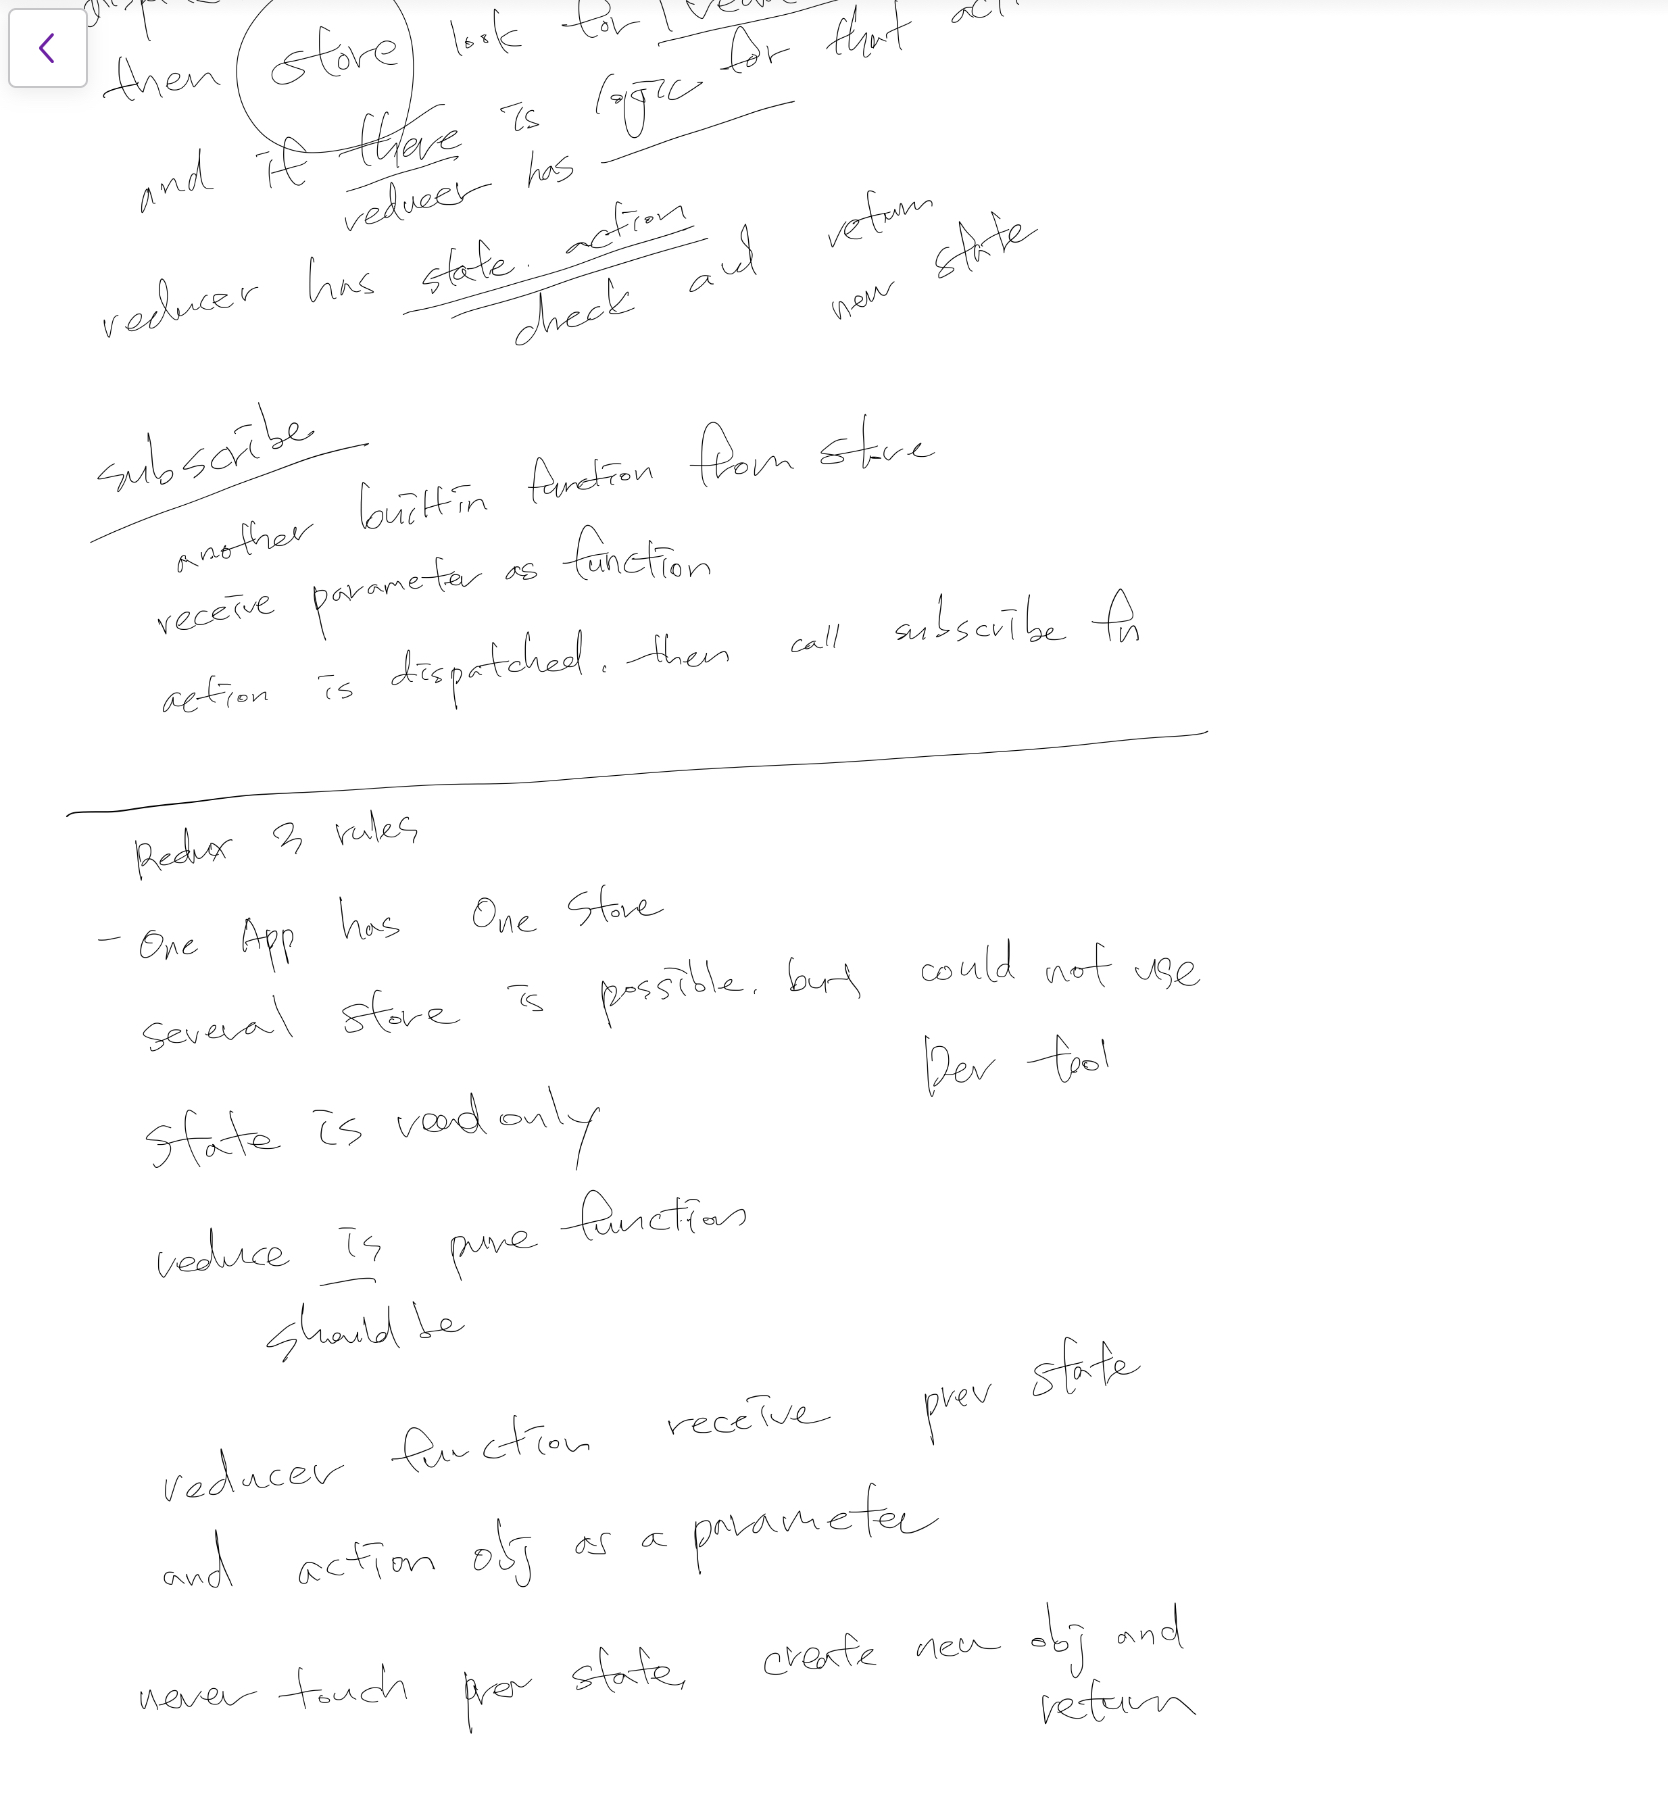 then store look for
and if there is logic for that
reducer has
reducer has state. action
check and return
new state
subscribe
another builtin function from store
receive parameter as function
action is dispatched. then call subscribe fn
Redux 3 rules
- One App has One Store
several store is possible. but could not use
Dev tool
state is read only
reduce is pure function
should be
reducer function receive prev state
and action obj as a parameter
never touch prev state, create new obj and
return